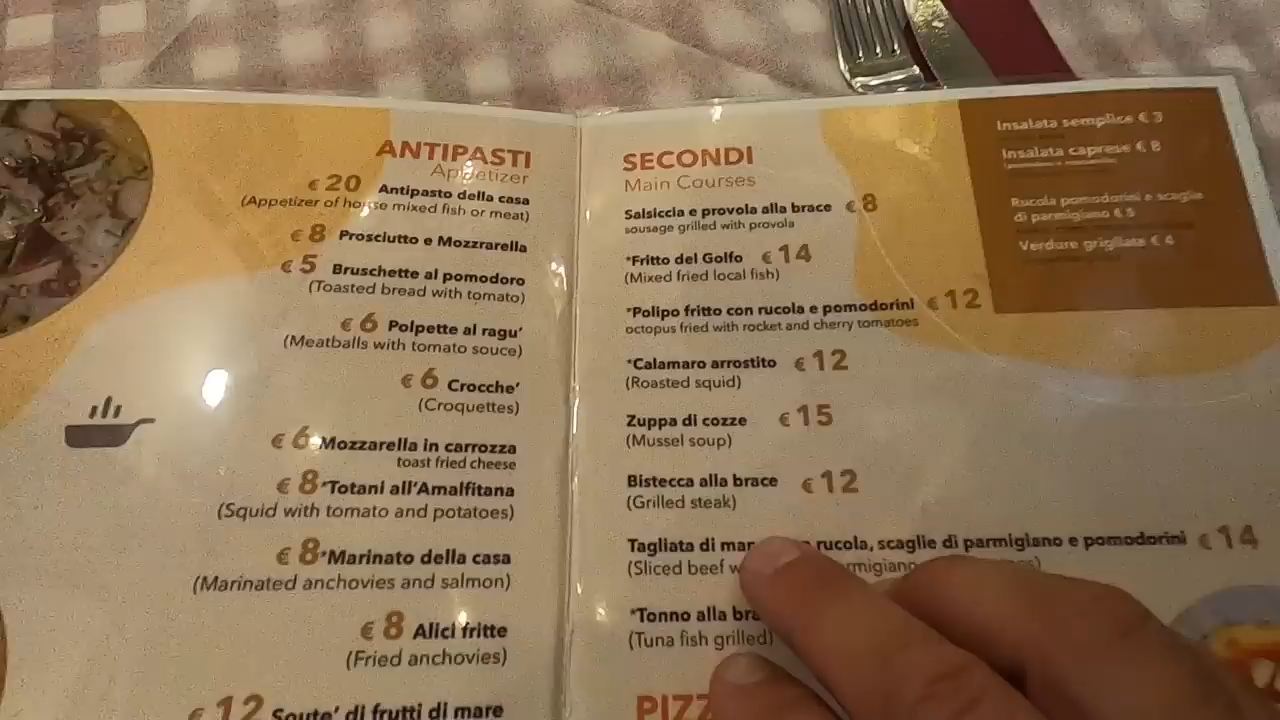 ANTIPASTI
Appetizer
€ 20 Antipasto della casa
(Appetizer of house mixed fish or meat)
€ 8 Prosciutto e Mozzrarella
€ 5 Bruschette al pomodoro
(Toasted bread with tomato)
€ 6 Polpette al ragu'
(Meatballs with tomato souce)
€ 6 Crocche'
(Croquettes)
€ 6 Mozzarella in carrozza
toast fried cheese
€ 8 *Totani all'Amalfitana
(Squid with tomato and potatoes)
€ 8 *Marinato della casa
(Marinated anchovies and salmon)
€ 8 Alici fritte
(Fried anchovies)
€ 12 Soute' di frutti di mare
SECONDI
Main Courses
Salsiccia e provola alla brace € 8
sousage grilled with provola
*Fritto del Golfo € 14
(Mixed fried local fish)
*Polipo fritto con rucola e pomodorini € 12
octopus fried with rocket and cherry tomatoes
*Calamaro arrostito € 12
(Roasted squid)
Zuppa di cozze € 15
(Mussel soup)
Bistecca alla brace € 12
(Grilled steak)
Tagliata di rucola, scaglie di parmigiano e pomodorini € 14
(Sliced beef
*Tonno alla
(Tuna fish grilled)
Insalata semplice € 3
Insalata caprese € 8
Rucola pomodorini e scaglie
di parmigiano € 5
Verdure grigliate € 4